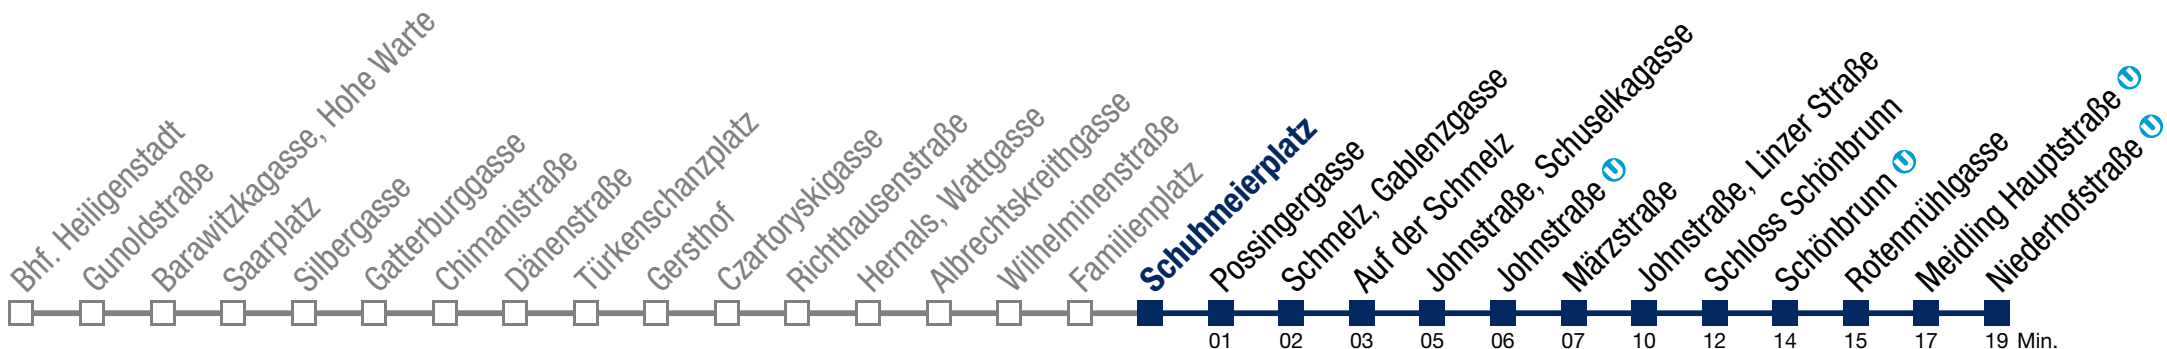 Bhf. Heiligenstadt
Gunoldstraße
Barawitzkagasse, Hohe Warte
Saarplatz
Silbergasse
Gatterburggasse
Chimanistraße
Dänenstraße
Türkenschanzplatz
Gersthof
Czartoryskigasse
Richthausenstraße
Hernals, Wattgasse
Albrechtskreithgasse
Wilhelminenstraße
Familienplatz
Schuhmeierplatz
Possingergasse
Schmelz, Gablenzgasse
Auf der Schmelz
Johnstraße, Schuselkagasse
Johnstraße U
Märzstraße
Johnstraße, Linzer Straße
Schloss Schönbrunn
Schönbrunn U
Rotenmühlgasse
Meidling Hauptstraße U
Niederhofstraße U
01 02 03 05 06 07 10 12 14 15 17 19 Min.